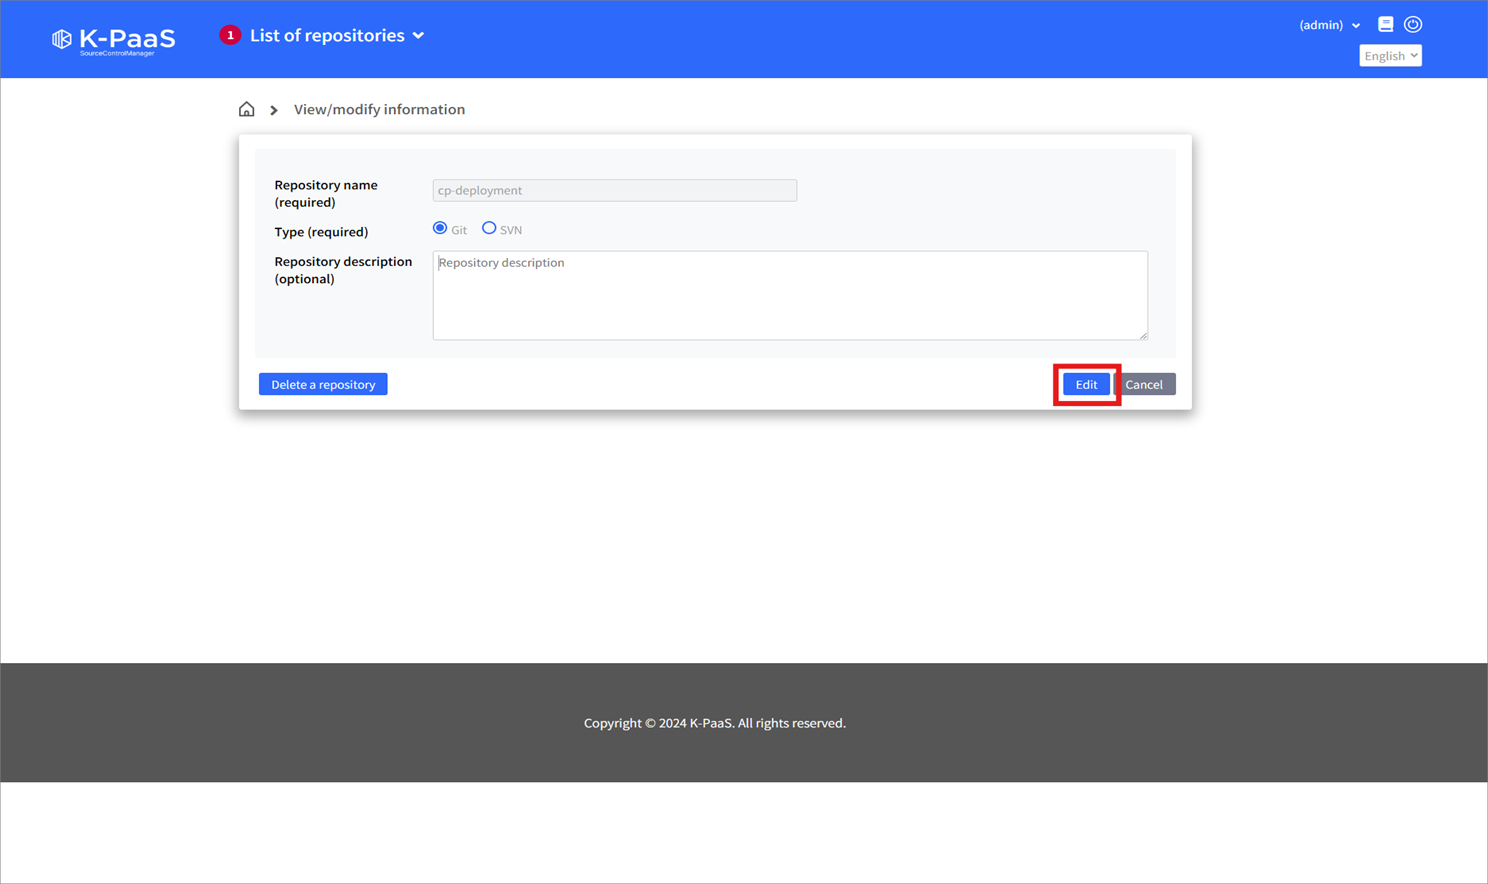 K-PaaS
SourceControlManager
1 List of repositories
(admin)
English
View/modify information
Repository name
(required)
cp-deployment
Type (required)
Git SVN
Repository description
(optional)
Repository description
Delete a repository
Edit
Cancel
Copyright © 2024 K-PaaS. All rights reserved.